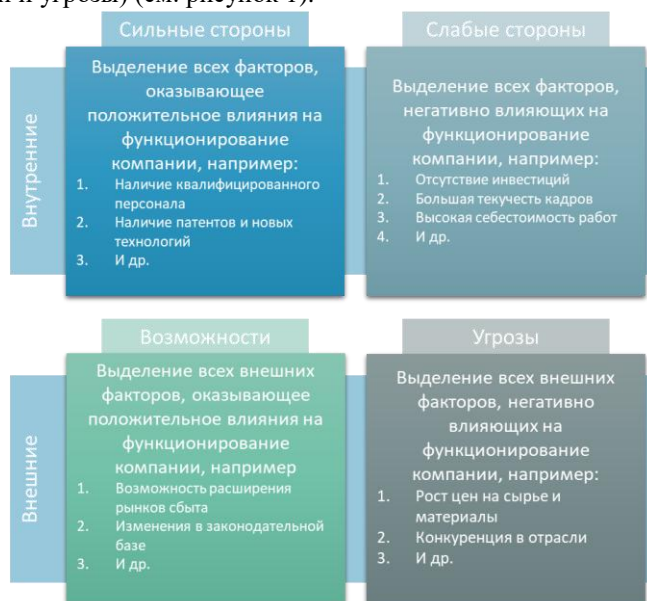 и угрозы) (см. рисунок 1).
Сильные стороны
Слабые стороны
Внутренние
Выделение всех факторов,
оказывающее
положительное влияния на
функционирование
компании, например:
1. Наличие квалифицированного
персонала
2. Наличие патентов и новых
технологий
3. И др.
Выделение всех факторов,
негативно влияющих на
функционирование
компании, например:
1. Отсутствие инвестиций
2. Большая текучесть кадров
3. Высокая себестоимость работ
4. И др.
Возможности
Угрозы
Внешние
Выделение всех внешних
факторов, оказывающее
положительное влияния на
функционирование
компании, например
1. Возможность расширения
рынков сбыта
2. Изменения в законодательной
базе
3. И др.
Выделение всех внешних
факторов, негативно
влияющих на
функционирование
компании, например:
1. Рост цен на сырье и
материалы
2. Конкуренция в отрасли
3. И др.